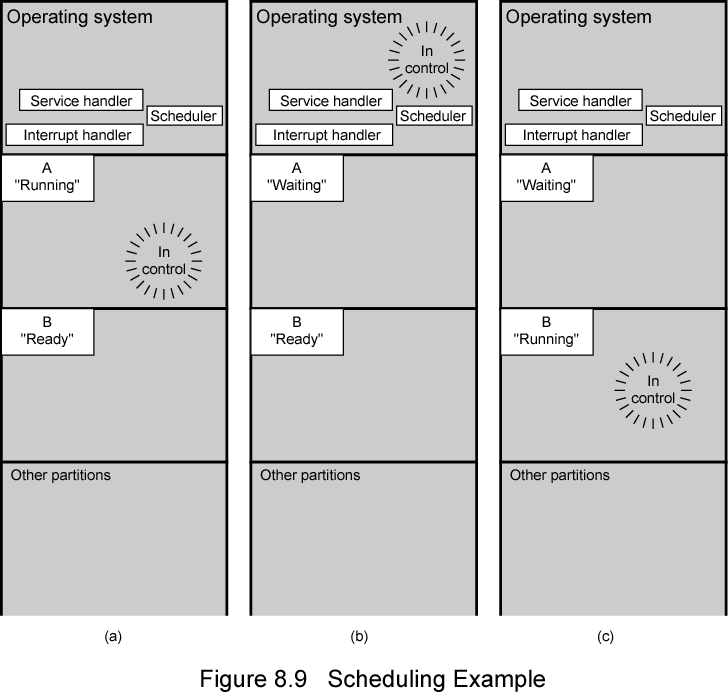 Operating system
Service handler
Scheduler
Interrupt handler
A
"Running"
In
control
B
"Ready"
Other partitions
(a)
Operating system
In
control
Service handler
Scheduler
Interrupt handler
A
"Waiting"
B
"Ready"
Other partitions
(b)
Operating system
Service handler
Scheduler
Interrupt handler
A
"Waiting"
B
"Running"
In
control
Other partitions
(c)
Figure 8.9 Scheduling Example